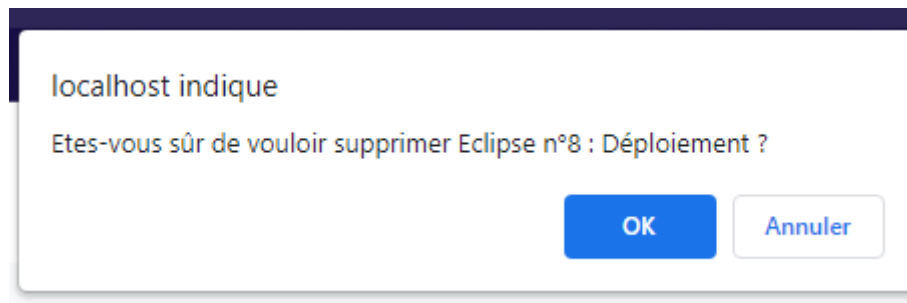 localhost indique
Etes-vous sûr de vouloir supprimer Eclipse n°8 : Déploiement ?
OK
Annuler